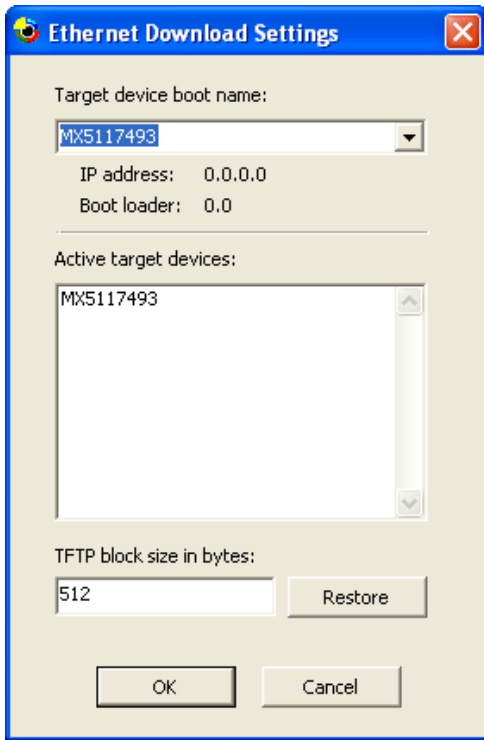 Ethernet Download Settings
Target device boot name:
MX5117493
IP address: 0.0.0.0
Boot loader: 0.0
Active target devices:
MX5117493
TFTP block size in bytes:
512 Restore
OK Cancel